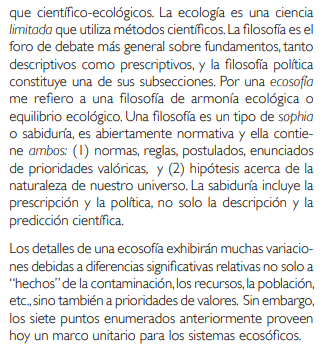 que científico-ecológicos. La ecología es una ciencia
limitada que utiliza métodos científicos. La filosofía es el
foro de debate más general sobre fundamentos, tanto
descriptivos como prescriptivos, y la filosofía política
constituye una de sus subsecciones. Por una ecosofía
me refiero a una filosofía de armonía ecológica o
equilibrio ecológico. Una filosofía es un tipo de sophia
o sabiduría, es abiertamente normativa y ella contie-
ne ambos: (1) normas, reglas, postulados, enunciados
de prioridades valóricas,  y (2) hipótesis acerca de la
naturaleza de nuestro universo. La sabiduría incluye la
prescripción y la política, no solo la descripción y la
predicción científica.
Los detalles de una ecosofía exhibirán muchas variacio-
nes debidas a diferencias significativas relativas no solo a
“hechos” de la contaminación, los recursos, la población,
etc., sino también a prioridades de valores. Sin embargo,
los siete puntos enumerados anteriormente proveen
hoy un marco unitario para los sistemas ecosóficos.